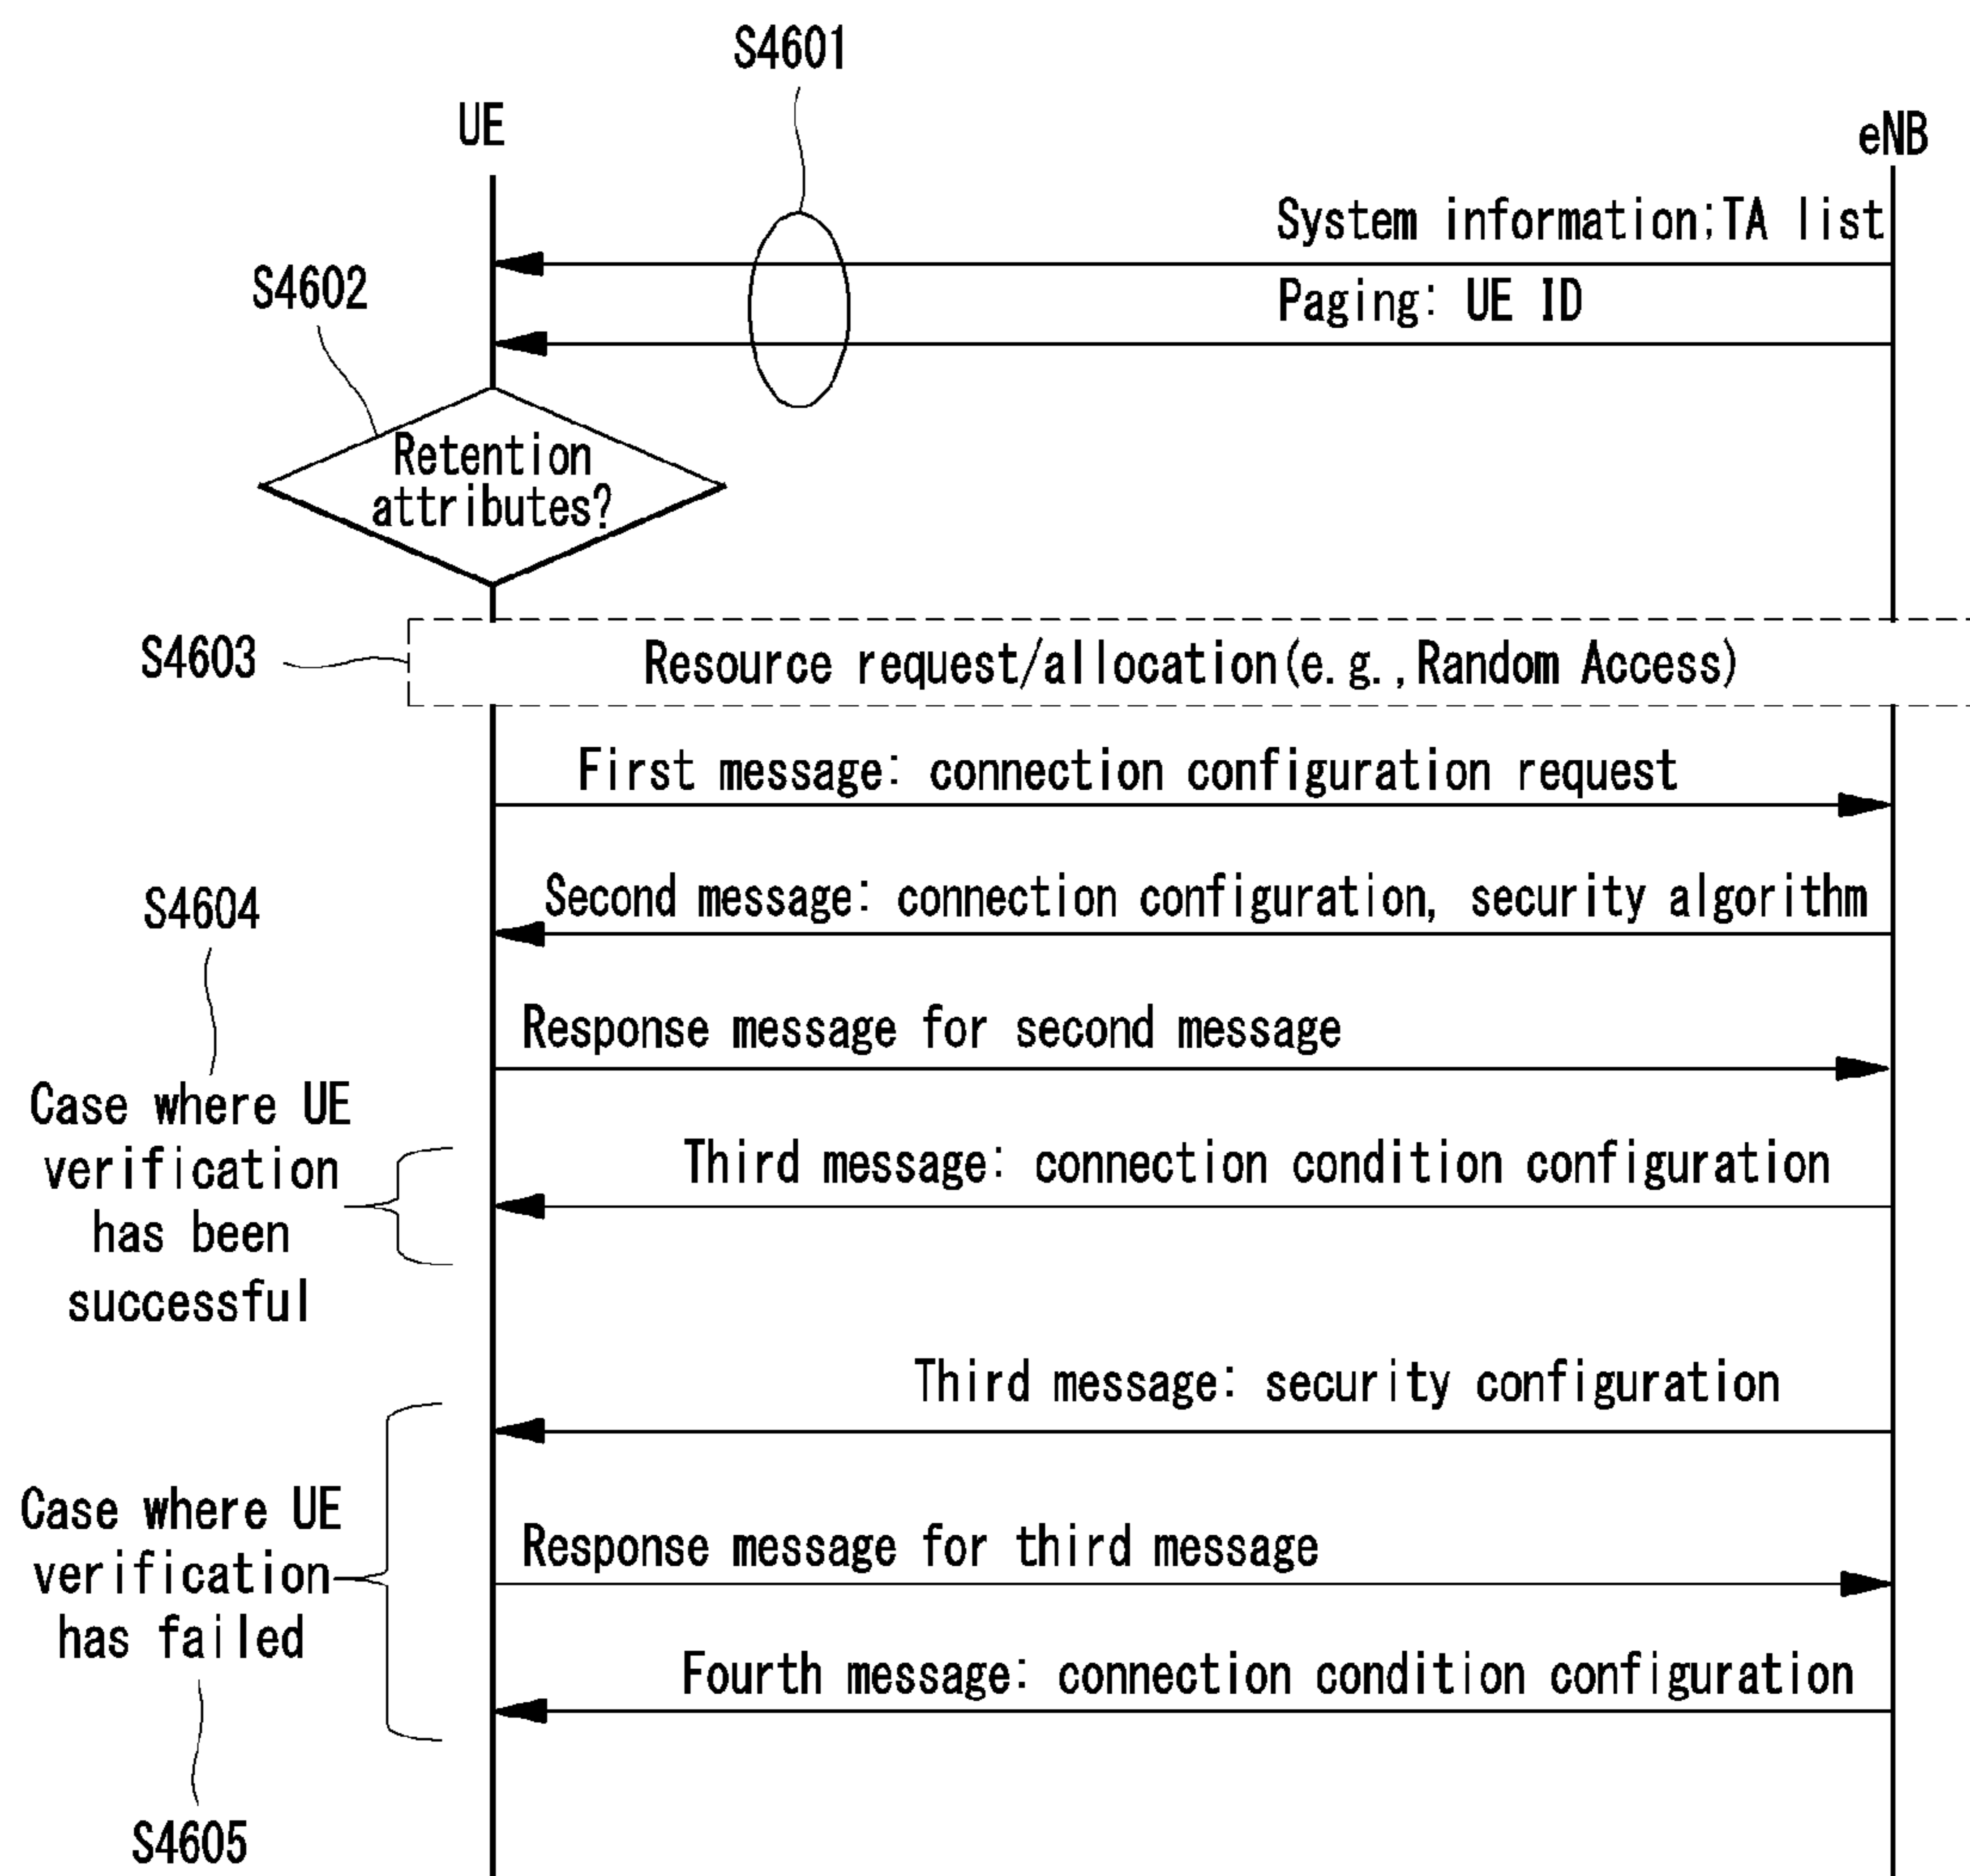 S4601
UE
eNB
System information;TA list
S4602
Paging: UE ID
Retention
attributes?
S4603
Resource request/allocation(e.g.,Random Access)
First message: connection configuration request
S4604
Second message: connection configuration, security algorithm
Response message for second message
Case where UE
verification
has been
successful
Third message: connection condition configuration
Third message: security configuration
Case where UE
verification
has failed
Response message for third message
Fourth message: connection condition configuration
S4605